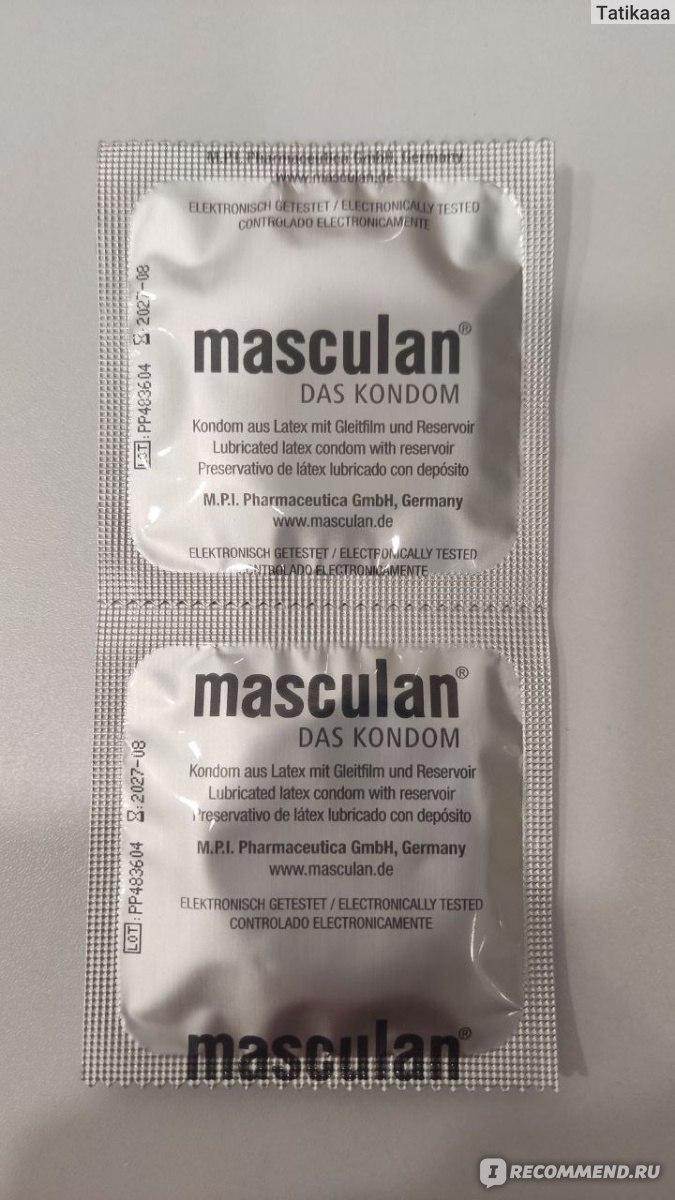 Tatikaaa
M.P.I. Pharmaceutica GmbH, Germany
www.masculan.de
ELEKTRONISCH GETESTET / ELECTRONICALLY TESTED
CONTROLADO ELECTRONICAMENTE
LOT: PP483604 2027-08
masculan®
DAS KONDOM
Kondom aus Latex mit Gleitfilm und Reservoir
Lubricated latex condom with reservoir
Preservativo de látex lubricado con depósito
M.P.I. Pharmaceutica GmbH, Germany
www.masculan.de
ELEKTRONISCH GETESTET / ELECTRONICALLY TESTED
CONTROLADO ELECTRONICAMENTE
masculan®
DAS KONDOM
Kondom aus Latex mit Gleitfilm und Reservoir
Lubricated latex condom with reservoir
Preservativo de látex lubricado con depósito
LOT: PP483604 2027-08
M.P.I. Pharmaceutica GmbH, Germany
www.masculan.de
ELEKTRONISCH GETESTET / ELECTRONICALLY TESTED
CONTROLADO ELECTRONICAMENTE
masculan®
IRECOMMEND.RU